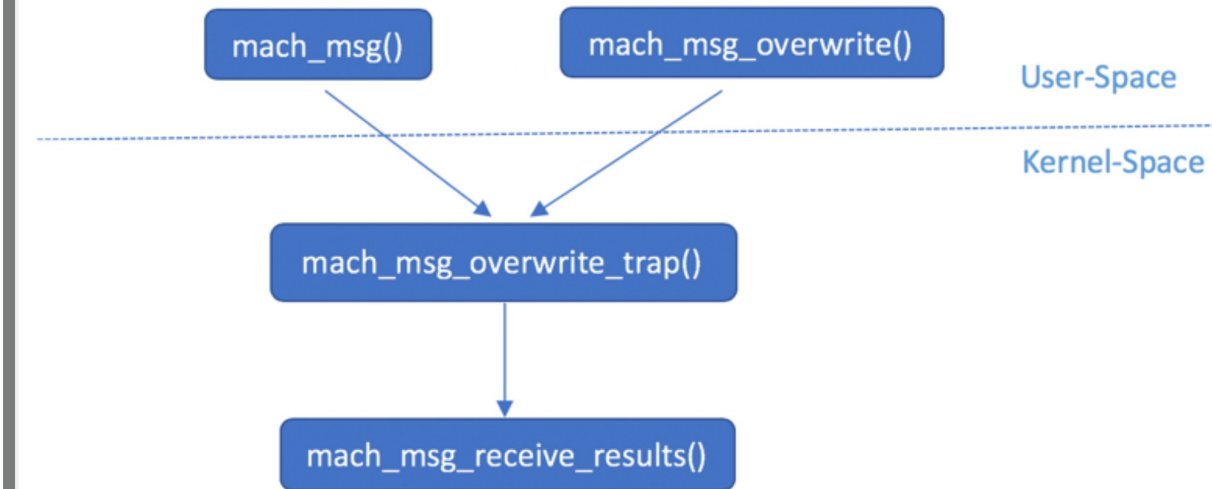 mach_msg()
mach_msg_overwrite()
User-Space
Kernel-Space
mach_msg_overwrite_trap()
mach_msg_receive_results()